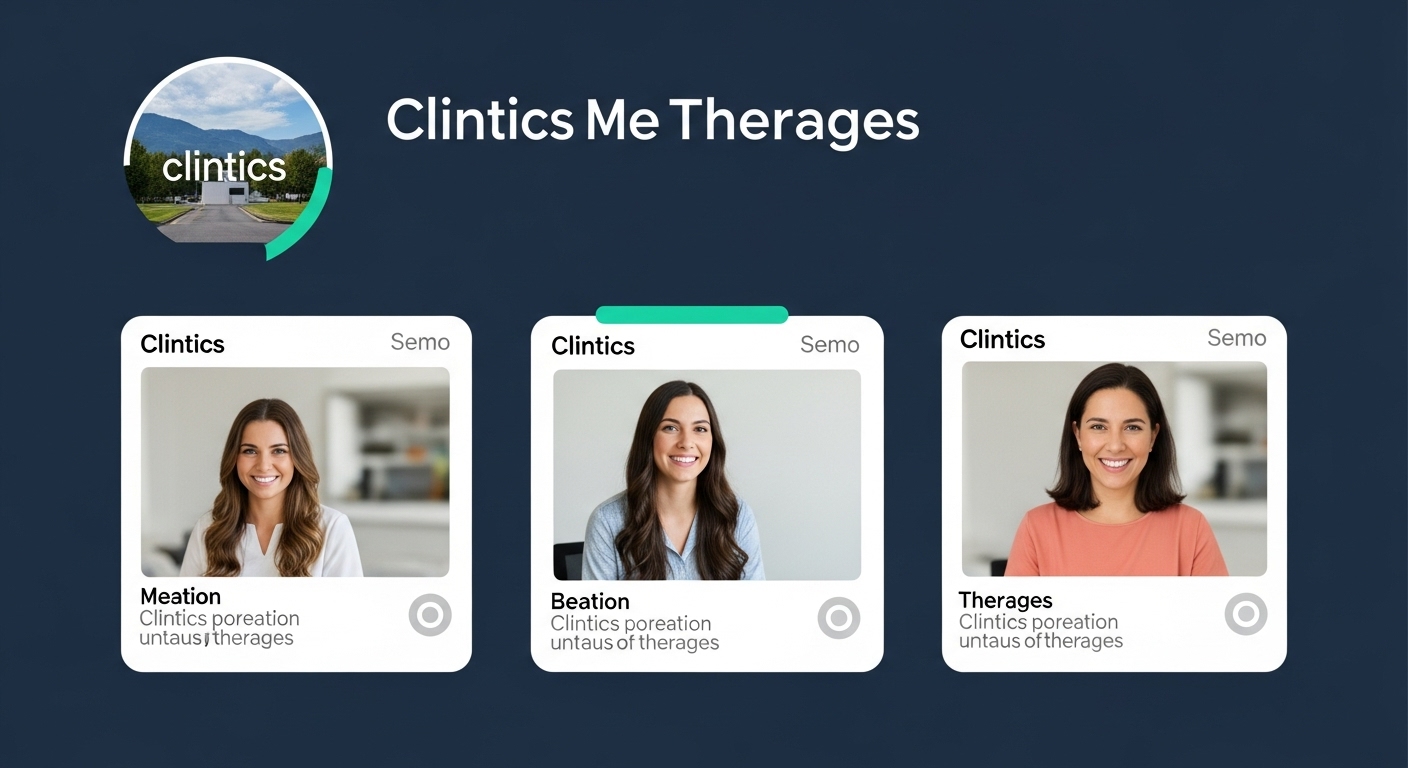 clintics
Clintics Me Therages
Clintics
Semo
Meation
Clintics poreation
untaus,therages
Clintics
Semo
Beation
Clintics poreation
untaus of therages
Clintics
Semo
Therages
Clintics poreation
untaus of therages